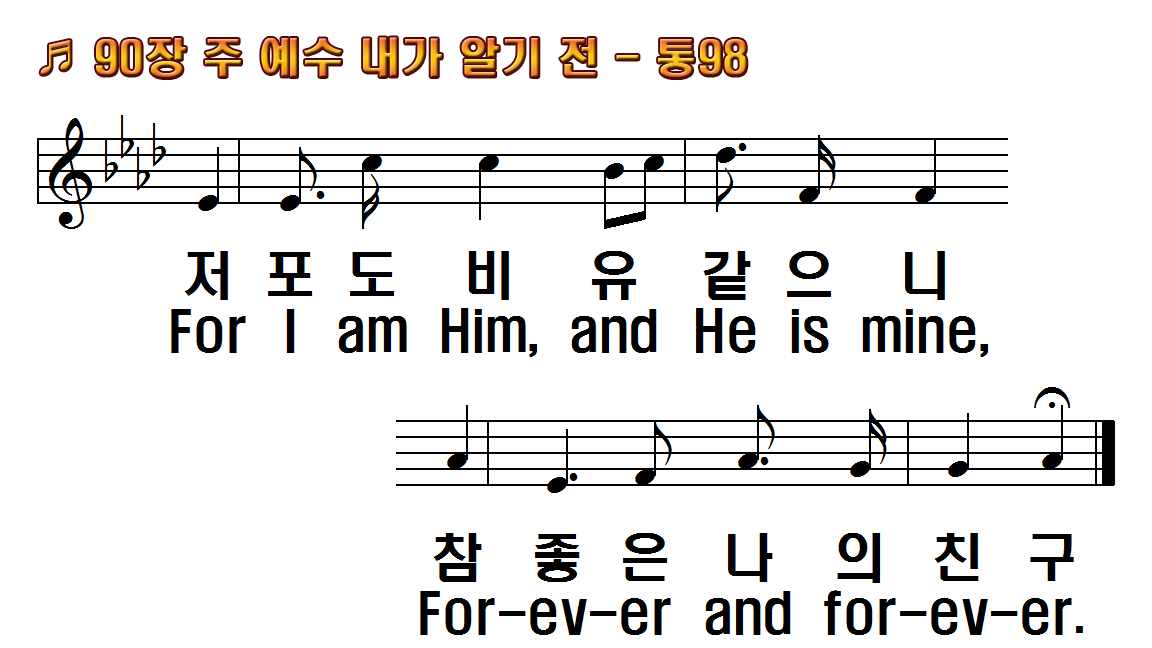 ♬ 90장 주 예수 내가 알기 전 - 통98
저 포 도 비 유 같 으 니
For I am Him, and He is mine,
참 좋 은 나 의 친 구
For-ev-er and for-ev-er.